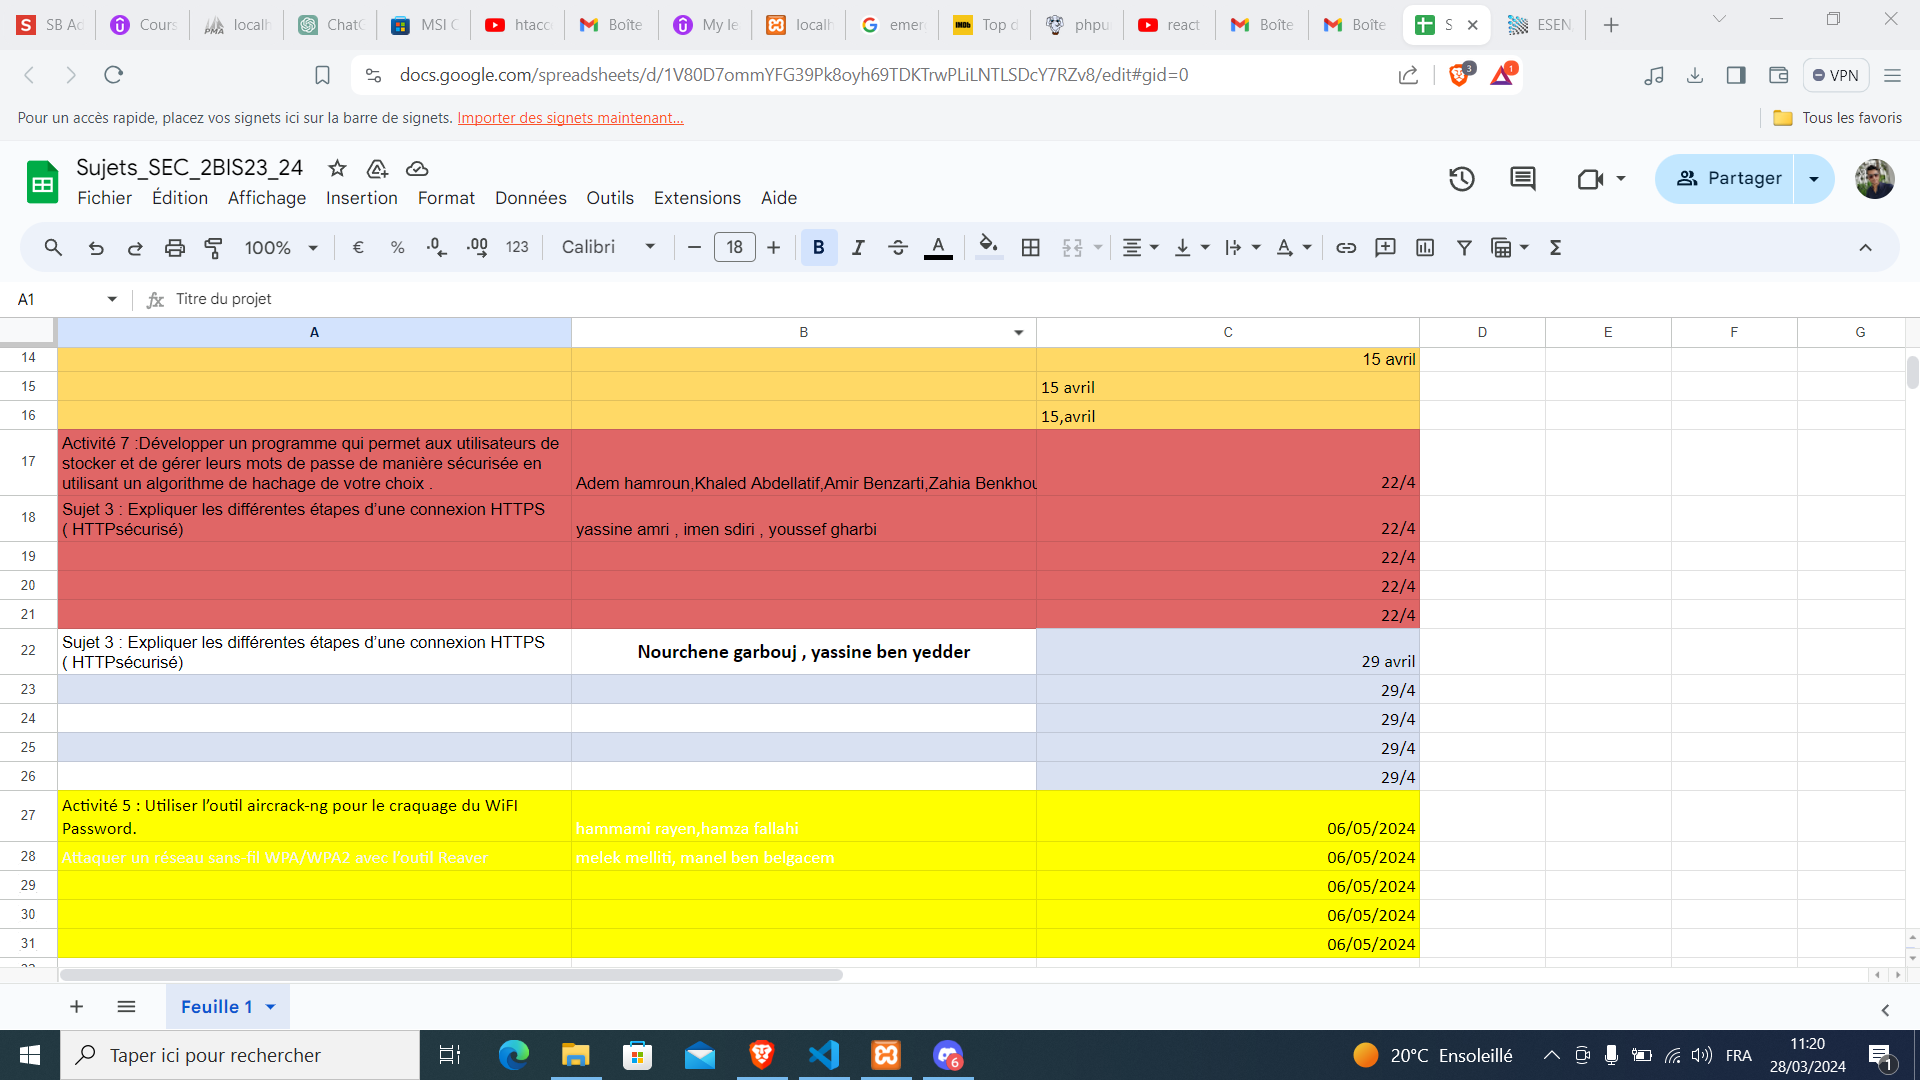 SB Ad
Cours
localh
ChatG
MSI C
htacc
Boîte
My le
localh
emer
Top d
phpu
react
Boîte
Boîte
S
ESEN
docs.google.com/spreadsheets/d/1V80D7ommYFG39Pk8oyh69TDKTrwPLiLNTLSDcY7RZv8/edit#gid=0
3
1
VPN
Pour un accès rapide, placez vos signets ici sur la barre de signets. Importer des signets maintenant...
Tous les favoris
Sujets_SEC_2BIS23_24
Fichier Édition Affichage Insertion Format Données Outils Extensions Aide
Partager
100% € % .0 .00 123 Calibri 18 B I A
A1 fx Titre du projet
A B C D E F G
14 15 avril
15 15 avril
16 15,avril
17
Activité 7 :Développer un programme qui permet aux utilisateurs de
stocker et de gérer leurs mots de passe de manière sécurisée en
utilisant un algorithme de hachage de votre choix .
Adem hamroun,Khaled Abdellatif,Amir Benzarti,Zahia Benkhou
22/4
18
Sujet 3 : Expliquer les différentes étapes d’une connexion HTTPS
( HTTPsécurisé)
yassine amri , imen sdiri , youssef gharbi
22/4
19 22/4
20 22/4
21 22/4
22
Sujet 3 : Expliquer les différentes étapes d’une connexion HTTPS
( HTTPsécurisé)
Nourchene garbouj , yassine ben yedder
29 avril
23 29/4
24 29/4
25 29/4
26 29/4
27
Activité 5 : Utiliser l’outil aircrack-ng pour le craquage du WiFI
Password.
hammami rayen,hamza fallahi
06/05/2024
28 Attaquer un réseau sans-fil WPA/WPA2 avec l'outil Reaver melek melliti, manel ben belgacem 06/05/2024
29 06/05/2024
30 06/05/2024
31 06/05/2024
Feuille 1
Taper ici pour rechercher
6
20°C Ensoleillé
FRA
11:20
28/03/2024
1